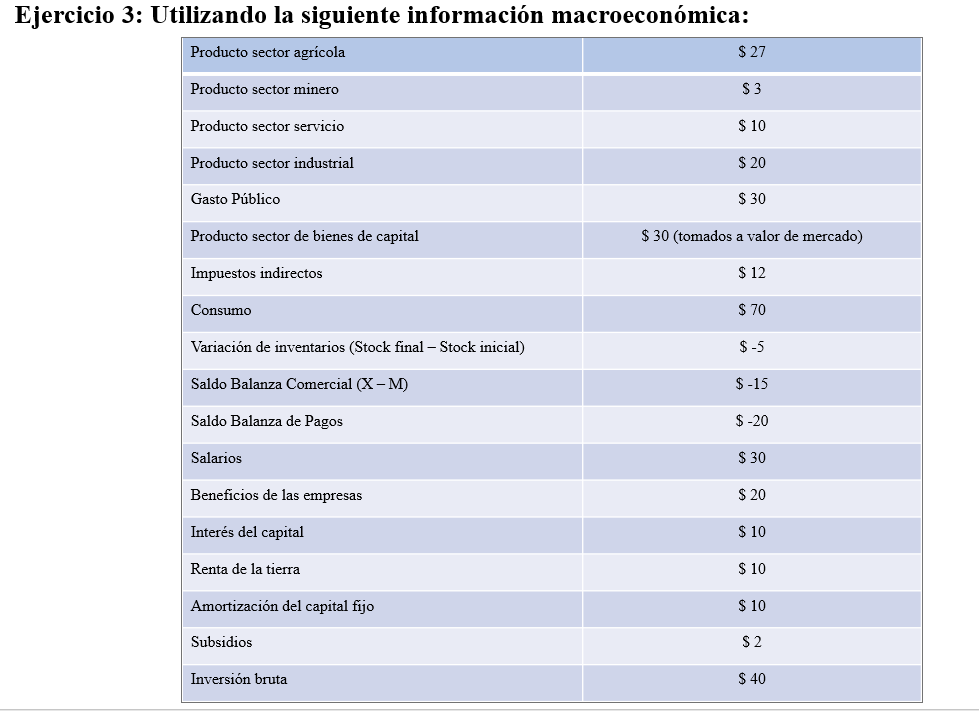 Ejercicio 3: Utilizando la siguiente información macroeconómica:
Producto sector agrícola $ 27
Producto sector minero $ 3
Producto sector servicio $ 10
Producto sector industrial $ 20
Gasto Público $ 30
Producto sector de bienes de capital $ 30 (tomados a valor de mercado)
Impuestos indirectos $ 12
Consumo $ 70
Variación de inventarios (Stock final – Stock inicial) $ -5
Saldo Balanza Comercial (X – M) $ -15
Saldo Balanza de Pagos $ -20
Salarios $ 30
Beneficios de las empresas $ 20
Interés del capital $ 10
Renta de la tierra $ 10
Amortización del capital fijo $ 10
Subsidios $ 2
Inversión bruta $ 40